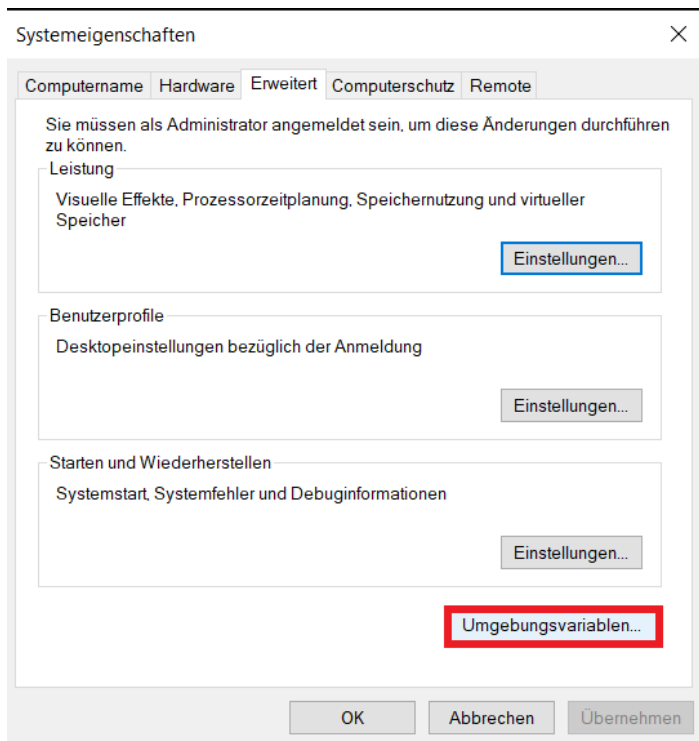 Systemeigenschaften
Computername Hardware Erweitert Computerschutz Remote
Sie müssen als Administrator angemeldet sein, um diese Änderungen durchführen
zu können.
Leistung
Visuelle Effekte, Prozessorzeitplanung, Speichernutzung und virtueller
Speicher
Einstellungen...
Benutzerprofile
Desktopeinstellungen bezüglich der Anmeldung
Einstellungen...
Starten und Wiederherstellen
Systemstart, Systemfehler und Debuginformationen
Einstellungen...
Umgebungsvariablen...
OK Abbrechen Übernehmen